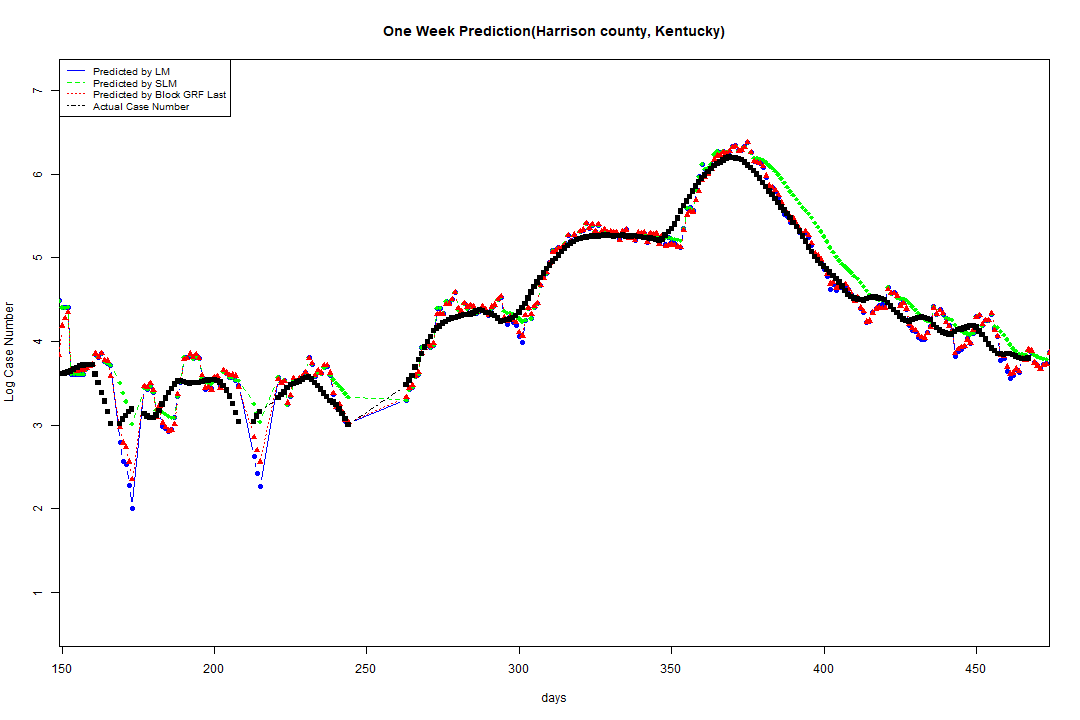 One Week Prediction(Harrison county, Kentucky)
Predicted by LM
Predicted by SLM
Predicted by Block GRF Last
Actual Case Number
7
6
5
4
3
2
1
Log Case Number
150 200 250 300 350 400 450
days